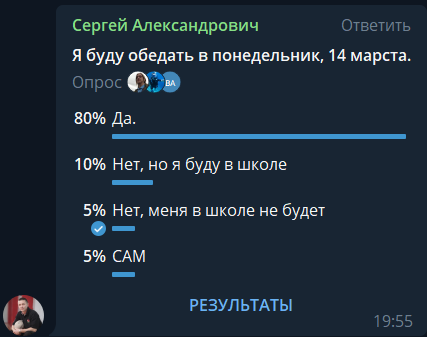 Сергей Александрович Ответить
Я буду обедать в понедельник, 14 марста.
Опрос ВА
80% Да.
10% Нет, но я буду в школе
5% Нет, меня в школе не будет
5% САМ
РЕЗУЛЬТАТЫ
19:55